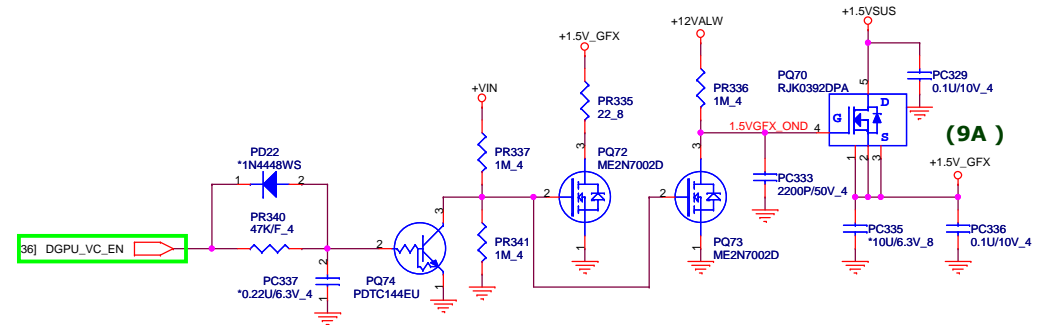 +1.5VSUS
+12VALW
+1.5V_GFX
5
PQ70
RJK0392DPA
PC329
0.1U/10V_4
PR336
1M_4
+VIN
PR335
22_8
D
G
S
1.5VGFX_OND
4
(9A )
PD22
*1N4448WS
PR337
1M_4
3
PQ72
ME2N7002D
3
1
2
3
+1.5V_GFX
1
2
2
2
PC333
2200P/50V_4
PR340
47K/F_4
3
1
1
PC335
*10U/6.3V_8
PC336
0.1U/10V_4
36] DGPU_VC_EN
2
PR341
1M_4
PQ73
ME2N7002D
2
PC337
*0.22U/6.3V_4
1
PQ74
PDTC144EU
1